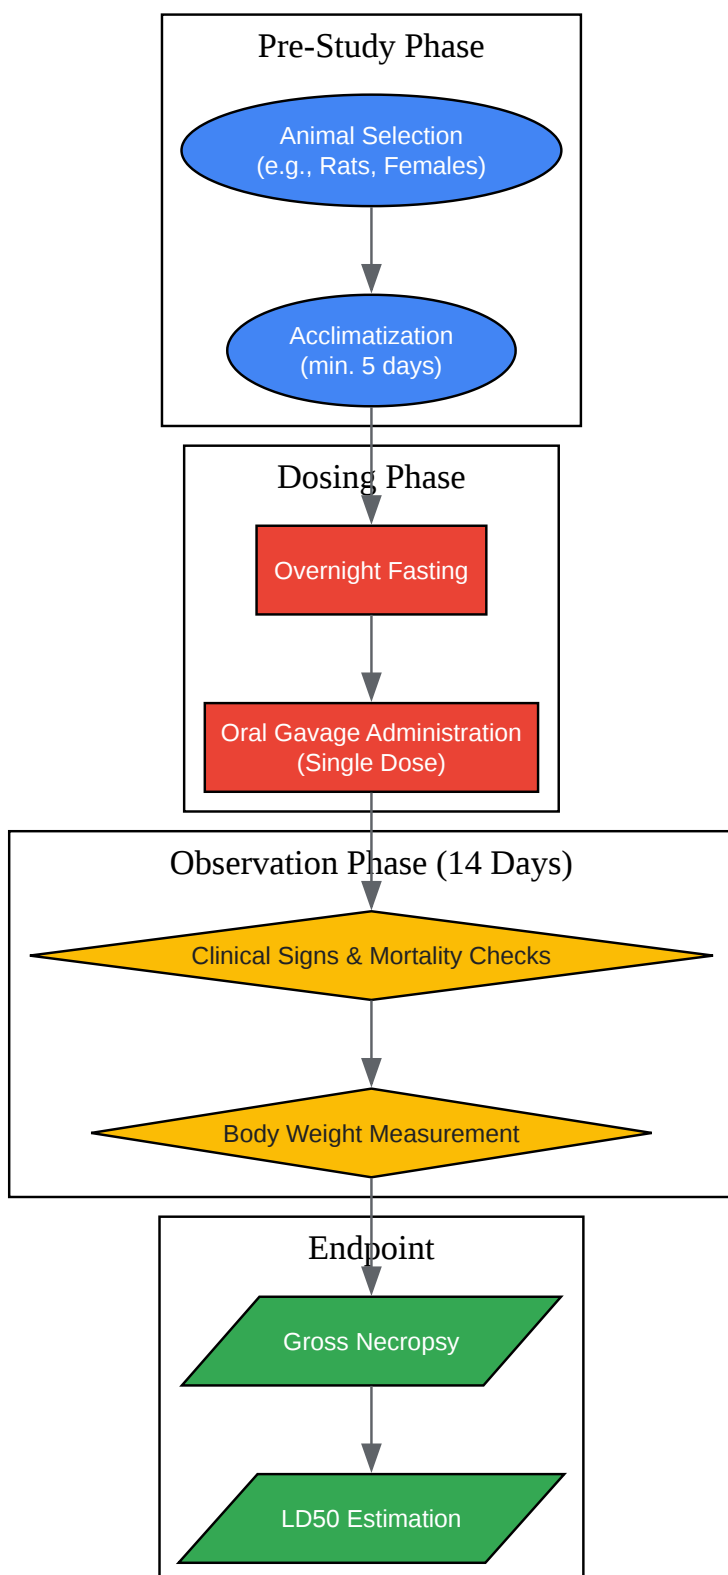 Pre-Study Phase
Animal Selection
(e.g., Rats, Females)
Acclimatization
(min. 5 days)
Dosing Phase
Overnight Fasting
Oral Gavage Administration
(Single Dose)
Observation Phase (14 Days)
Clinical Signs & Mortality Checks
Body Weight Measurement
Endpoint
Gross Necropsy
LD50 Estimation